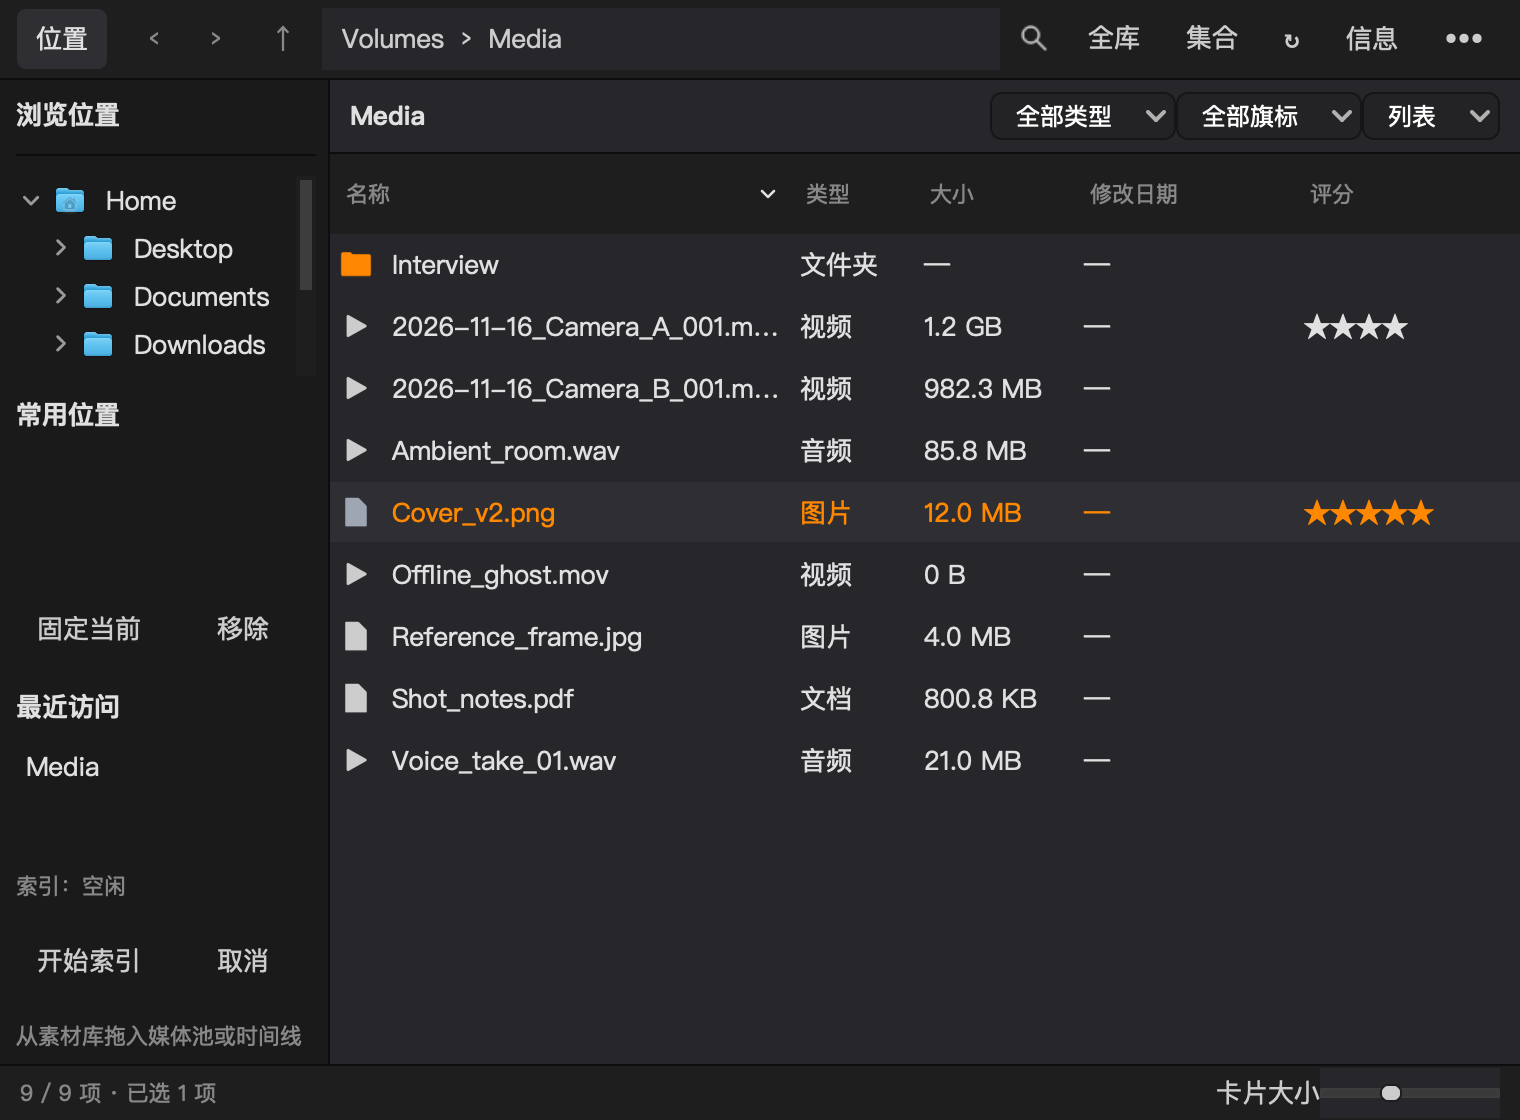 位置 ‹ › ↑ Volumes > Media 全库 集合 ↻ 信息 •••
浏览位置
Home
Desktop
Documents
Downloads
常用位置
固定当前 移除
最近访问
Media
索引：空闲
开始索引 取消
从素材库拖入媒体池或时间线
Media 全部类型 全部旗标 列表
名称 类型 大小 修改日期 评分
Interview 文件夹 — —
2026-11-16_Camera_A_001.m... 视频 1.2 GB — ★★★★
2026-11-16_Camera_B_001.m... 视频 982.3 MB —
Ambient_room.wav 音频 85.8 MB —
Cover_v2.png 图片 12.0 MB — ★★★★★
Offline_ghost.mov 视频 0 B —
Reference_frame.jpg 图片 4.0 MB —
Shot_notes.pdf 文档 800.8 KB —
Voice_take_01.wav 音频 21.0 MB —
9 / 9 项 · 已选 1 项 卡片大小